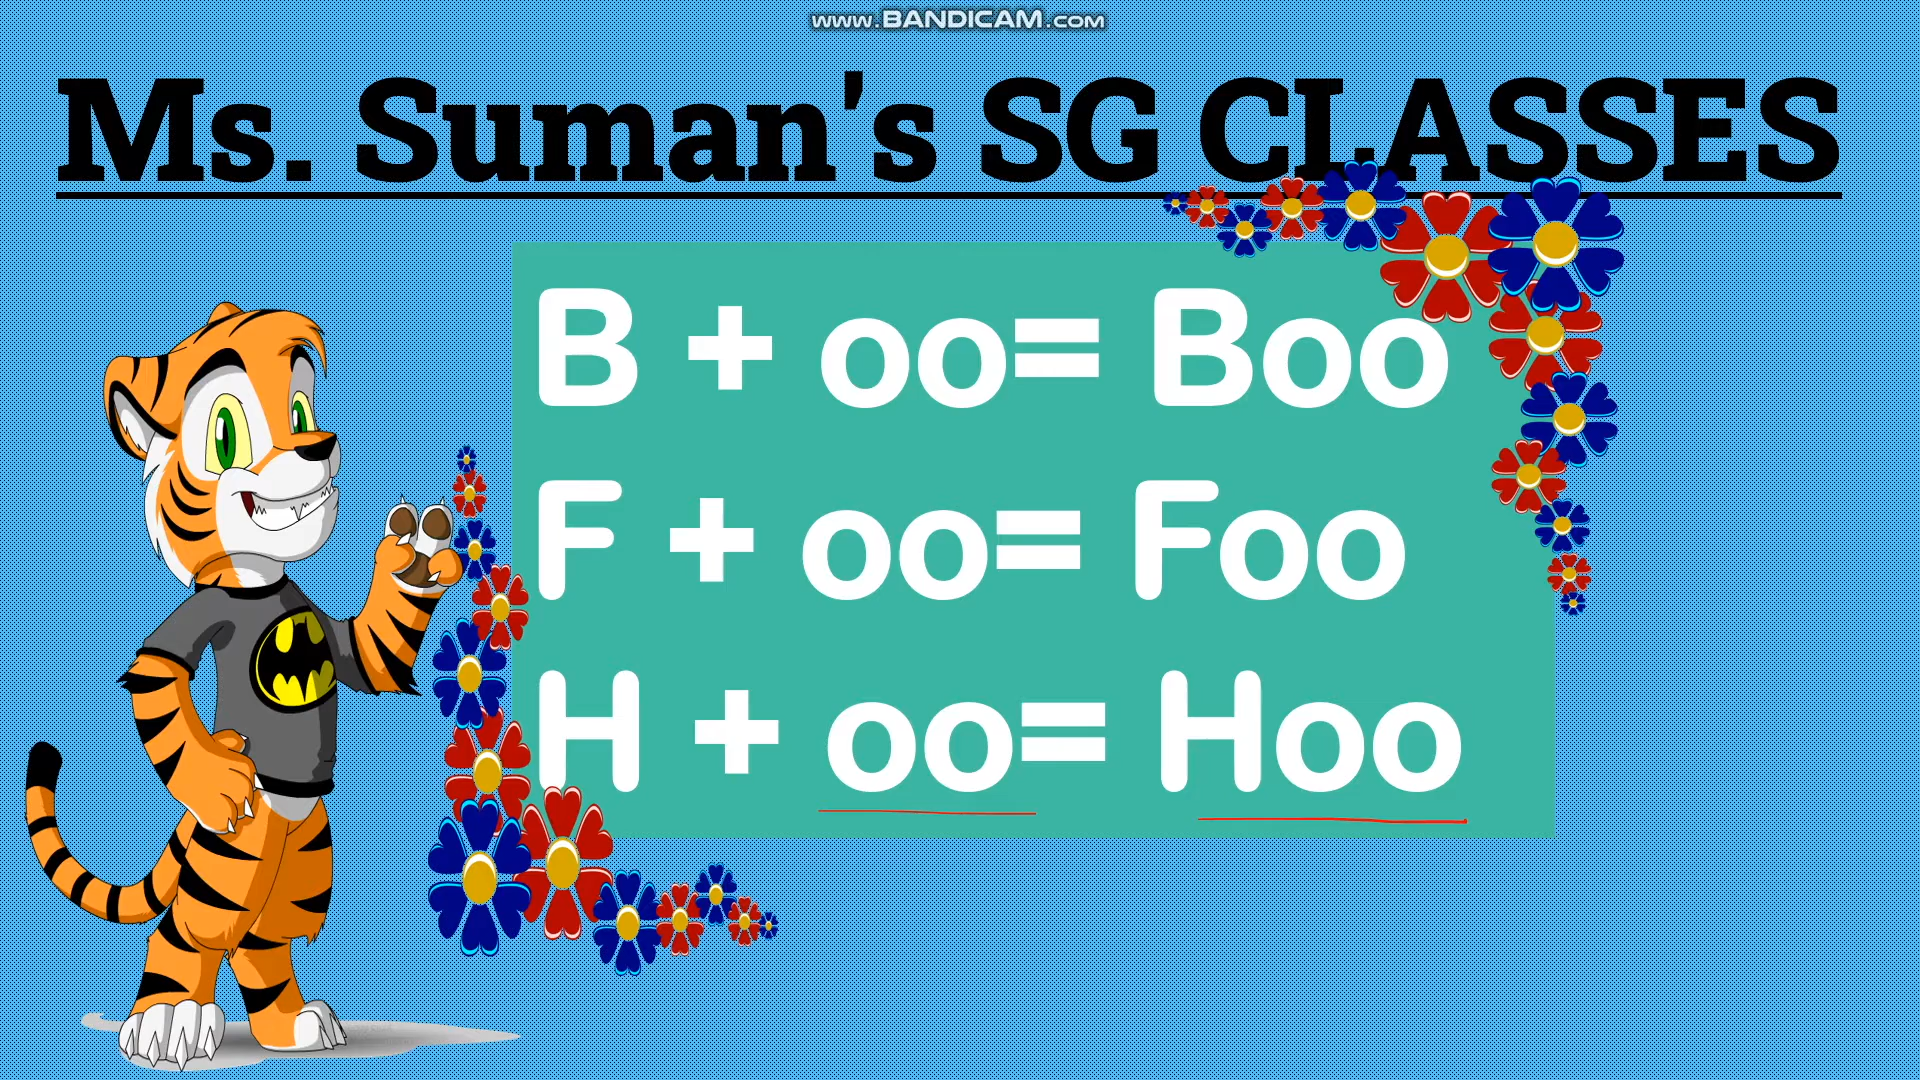 www.BANDICAM.com
Ms. Suman's SG CLASSES
B + oo= Boo
F + oo= Foo
H + oo= Hoo